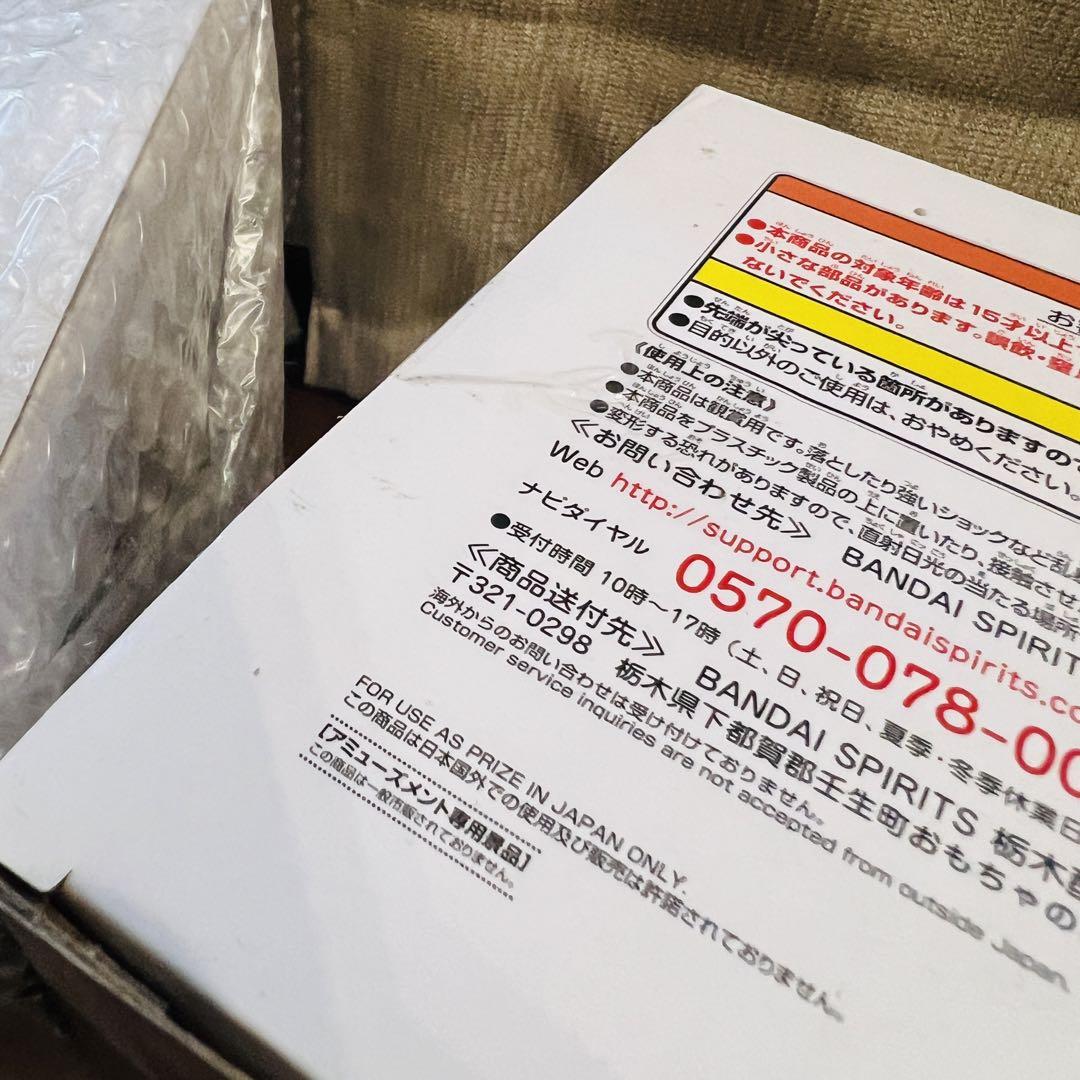 お
●本商品の対象年齢は15才以上
●小さな部品があります。誤飲・窒
ないでください。
●先端が尖っている箇所がありますので
●目的以外のご使用は、おやめください。
《使用上の注意》
●本商品は観賞用です。落としたり強いショックなど
●本商品をプラスチック製品の上に置いたり、接触させ
●変形する恐れがありますので、直射日光の当たる場所
≪お問い合わせ先≫ BANDAI SPIRIT
Web http://support.bandaispirits.co
ナビダイヤル 0570-078-00
●受付時間 10時～17時 (土、日、祝日、夏季・冬季休業日
≪商品送付先≫ BANDAI SPIRITS 栃木
〒321-0298 栃木県下都賀郡壬生町おもちゃの
海外からのお問い合わせは受け付けておりません。
Customer service inquiries are not accepted from outside Japan.
FOR USE AS PRIZE IN JAPAN ONLY.
この商品は日本国外での使用及び販売は許諾されておりません。
【アミューズメント専用景品】
この商品は一般市販されておりません。